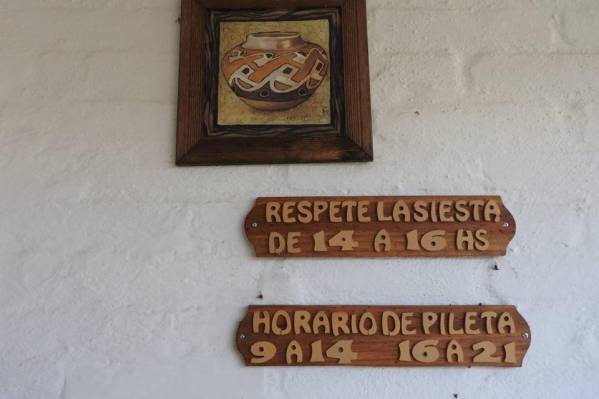 RESPETE LA SIESTA
DE 14 A 16 HS
HORARIO DE PILETA
9 A 14 16 A 21